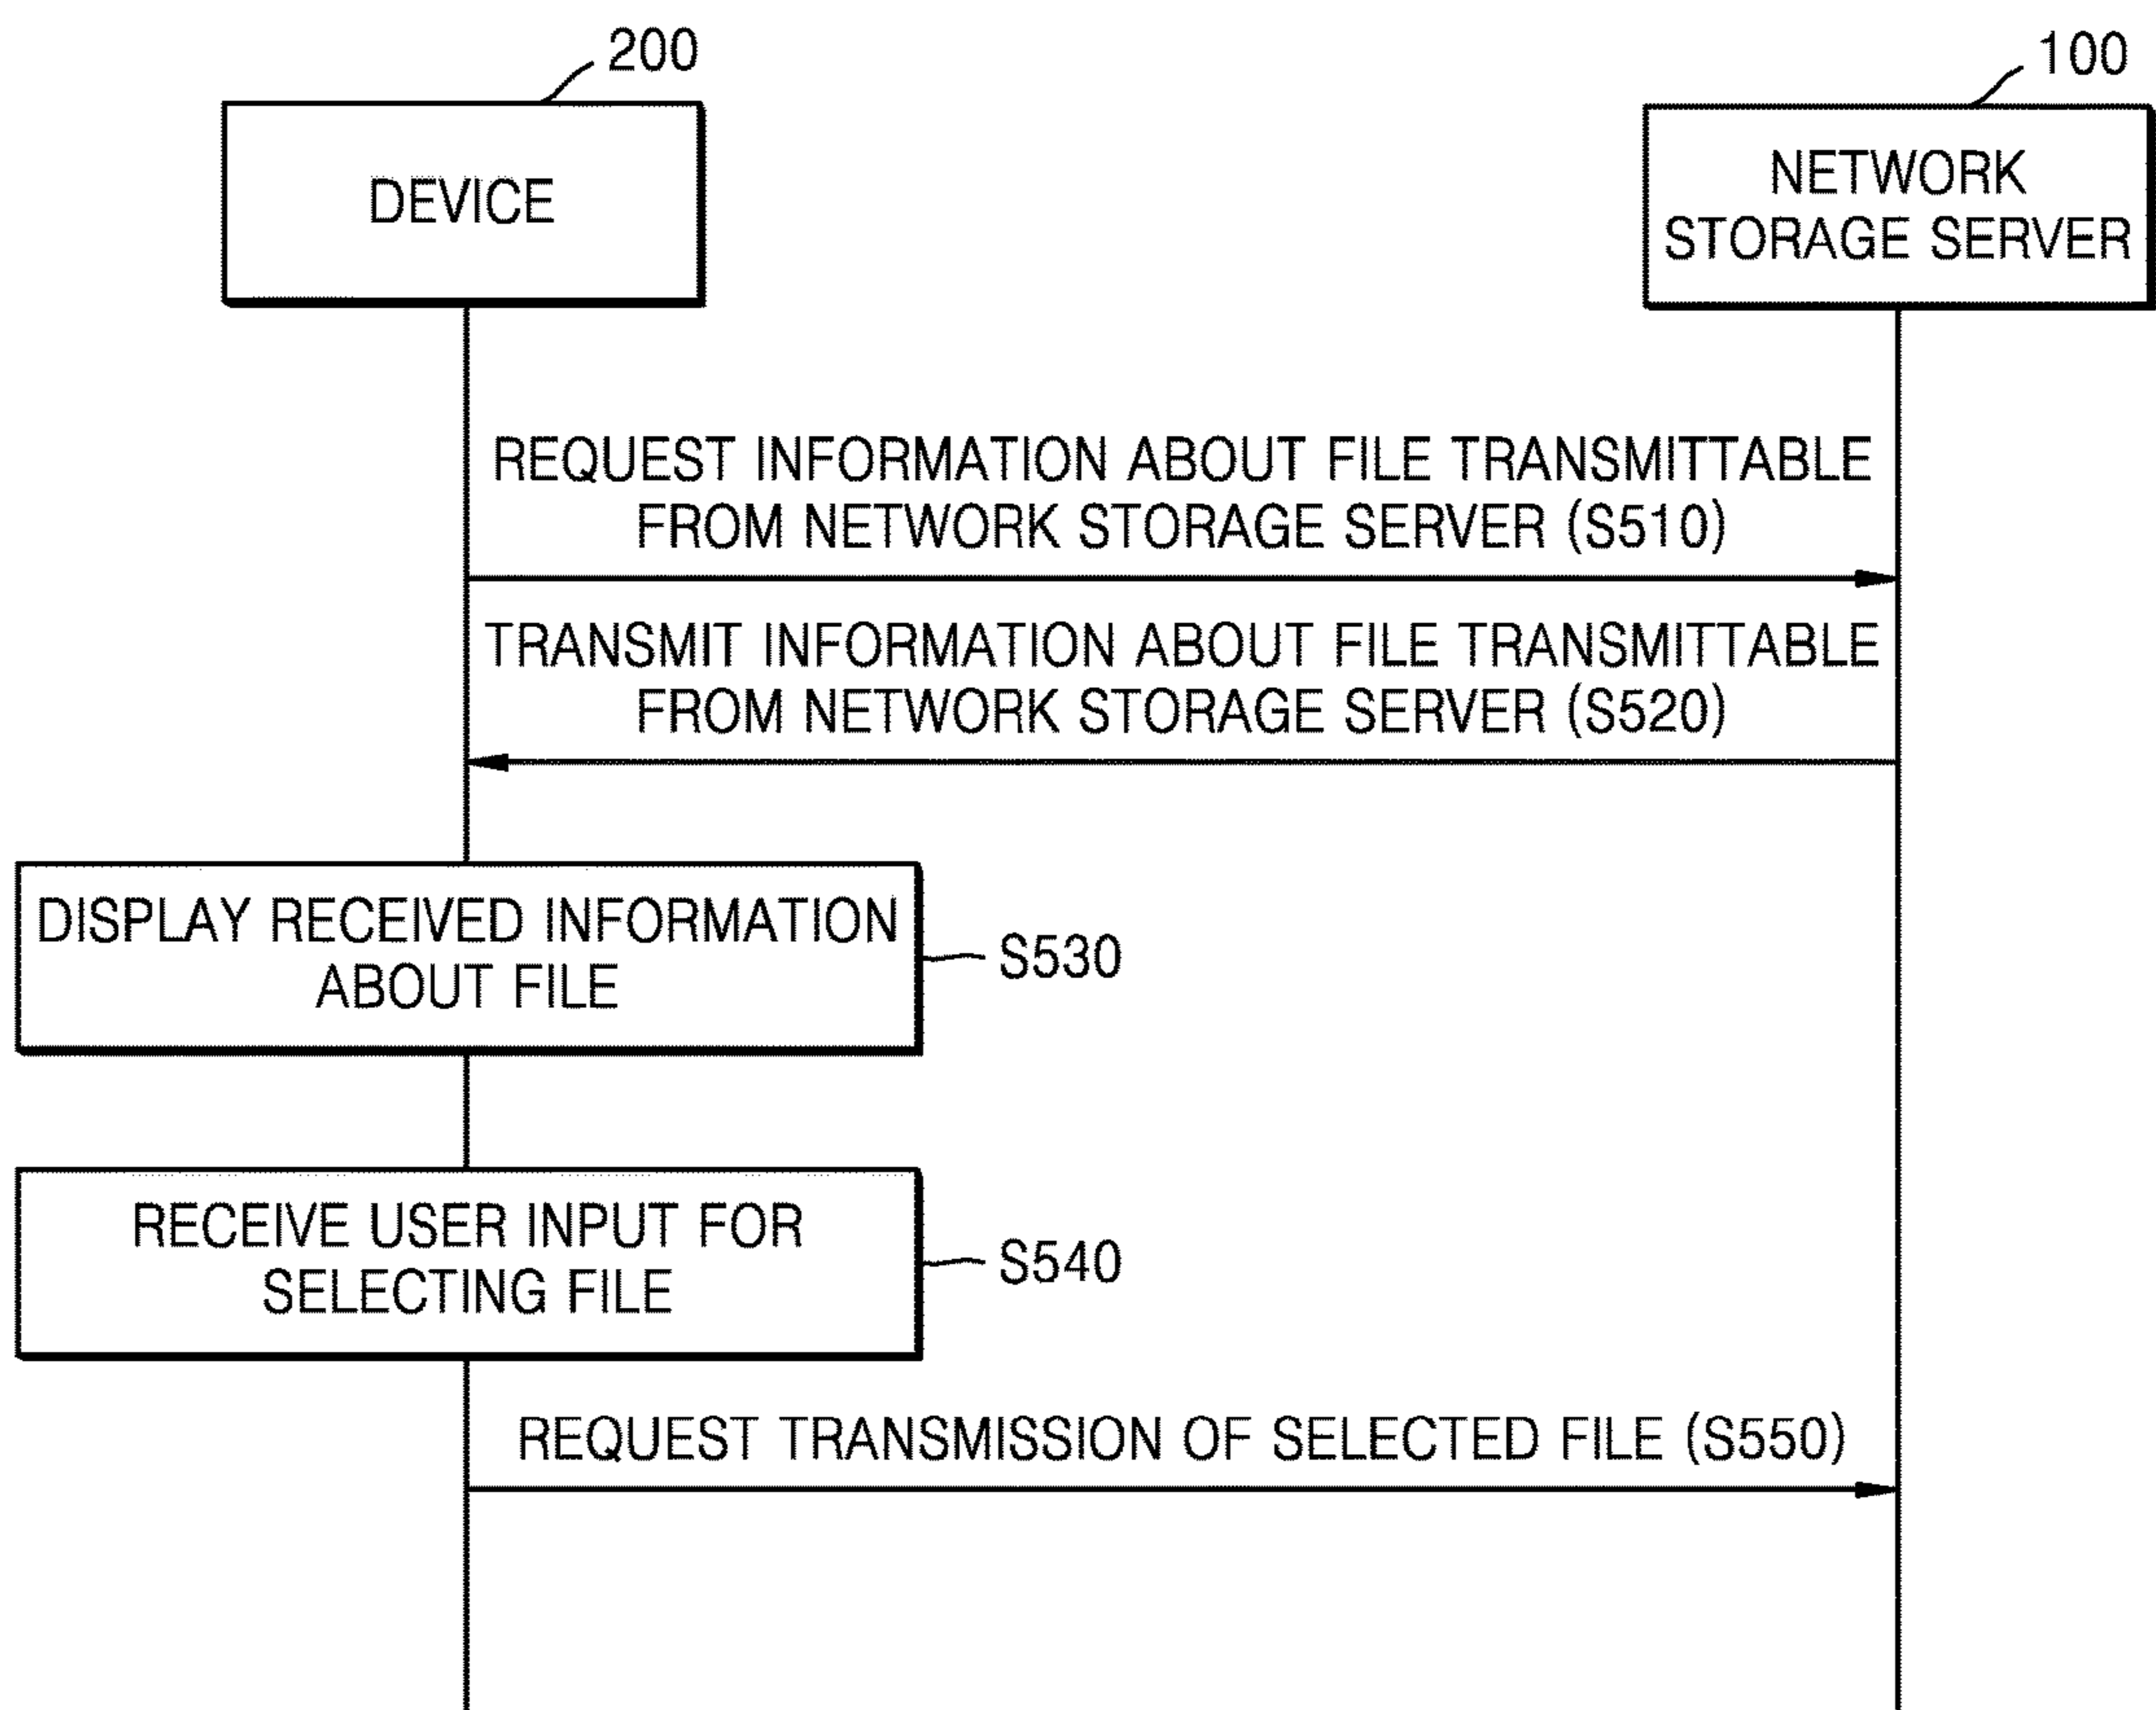 200
100
DEVICE
NETWORK
STORAGE SERVER
REQUEST INFORMATION ABOUT FILE TRANSMITTABLE
FROM NETWORK STORAGE SERVER (S510)
TRANSMIT INFORMATION ABOUT FILE TRANSMITTABLE
FROM NETWORK STORAGE SERVER (S520)
DISPLAY RECEIVED INFORMATION
ABOUT FILE
S530
RECEIVE USER INPUT FOR
SELECTING FILE
S540
REQUEST TRANSMISSION OF SELECTED FILE (S550)